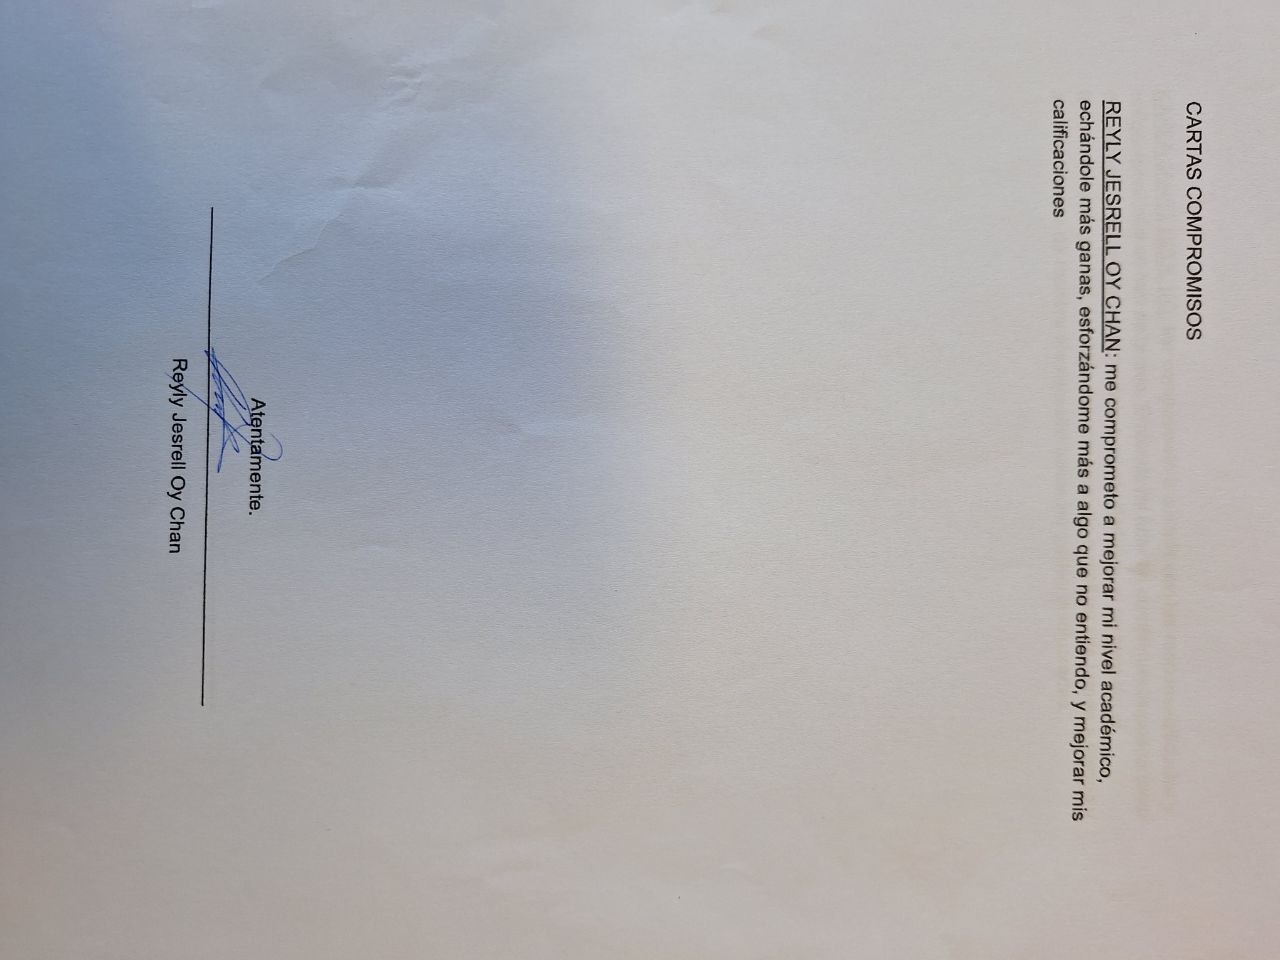 CARTAS COMPROMISOS
REYLY JESRELL OY CHAN: me comprometo a mejorar mi nivel académico,
echándole más ganas, esforzándome más a algo que no entiendo, y mejorar mis
calificaciones
Atentamente.
Reyly Jesrell Oy Chan